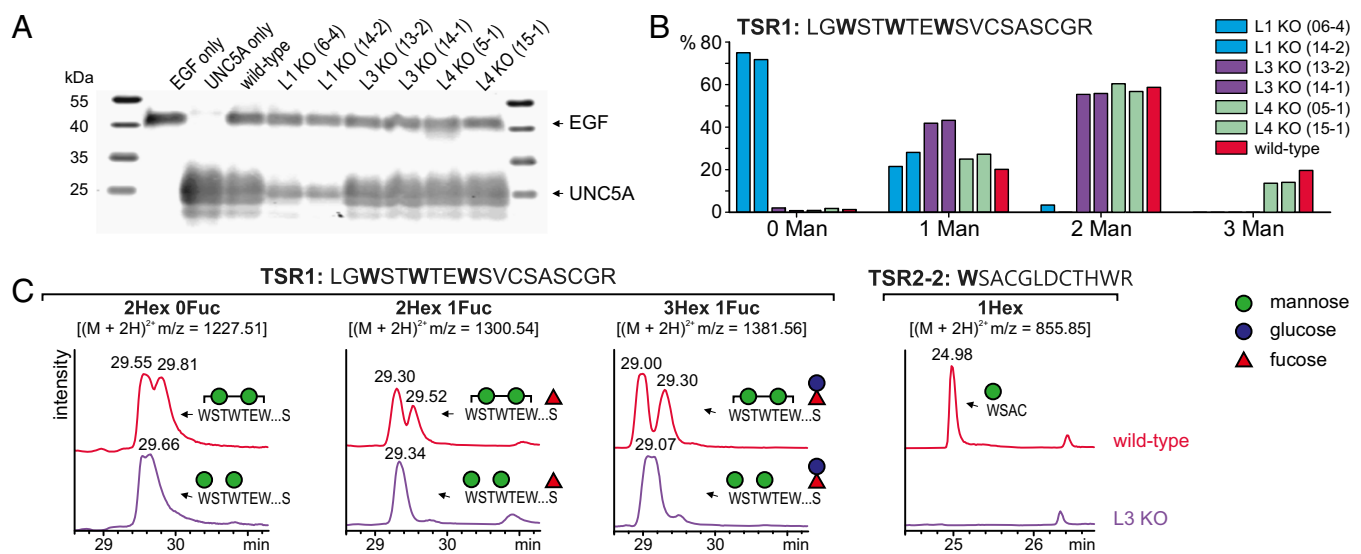 A
EGF only
UNC5A only
wild-type
L1 KO (6-4)
L1 KO (14-2)
L3 KO (13-2)
L3 KO (14-1)
L4 KO (5-1)
L4 KO (15-1)
kDa
55
40
35
25
EGF
UNC5A
B
TSR1: LGWSTWTEWSVCSASCGR
% 80
60
40
20
0
0 Man
1 Man
2 Man
3 Man
L1 KO (06-4)
L1 KO (14-2)
L3 KO (13-2)
L3 KO (14-1)
L4 KO (05-1)
L4 KO (15-1)
wild-type
C
TSR1: LGWSTWTEWSVCSASCGR
2Hex 0Fuc
[(M + 2H)²⁺ m/z = 1227.51]
intensity
29.55 29.81
WSTWTEW...S
29.66
WSTWTEW...S
29 30 min
2Hex 1Fuc
[(M + 2H)²⁺ m/z = 1300.54]
29.30
29.52
WSTWTEW...S
29.34
WSTWTEW...S
29 30 min
3Hex 1Fuc
[(M + 2H)²⁺ m/z = 1381.56]
29.00
29.30
WSTWTEW...S
29.07
WSTWTEW...S
29 30 min
TSR2-2: WSACGLDCTHWR
1Hex
[(M + 2H)²⁺ m/z = 855.85]
24.98
WSAC
wild-type
L3 KO
25 26 min
mannose
glucose
fucose